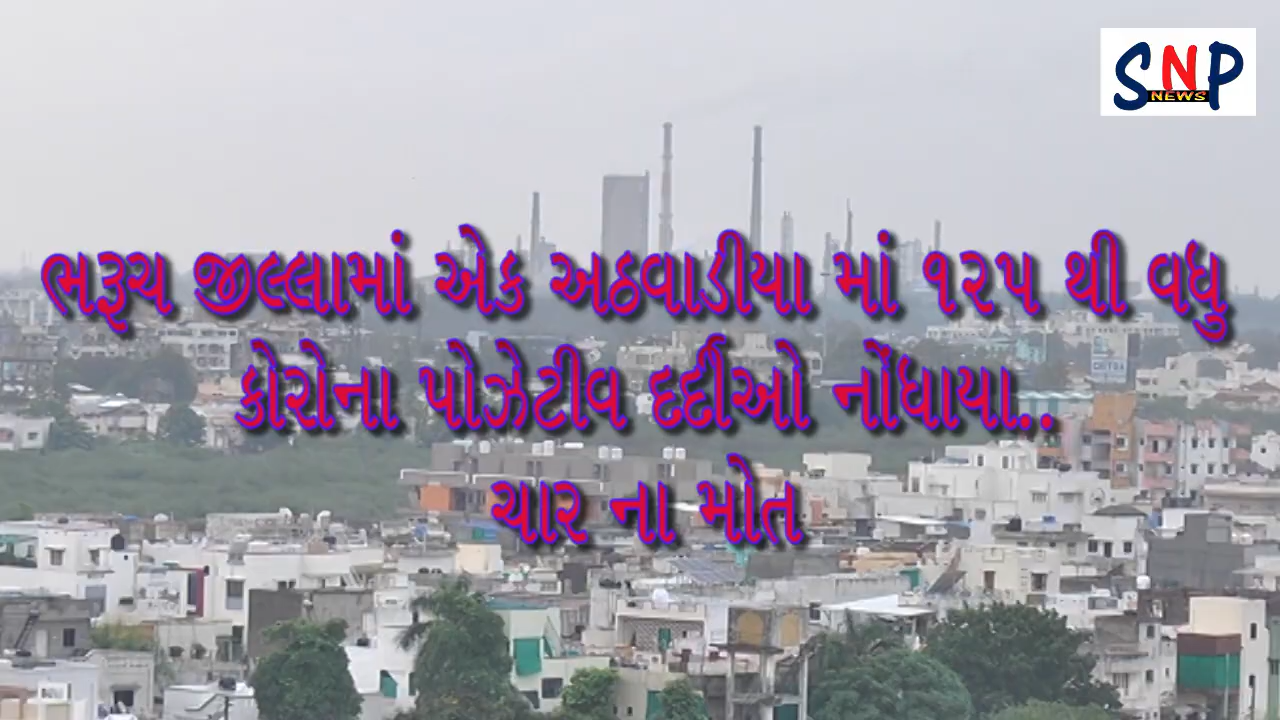 SNP
NEWS
ભરૂચ જીલ્લામાં એક અઠવાડીયા માં ૧૨૫ થી વધુ
કોરોના પોઝેટીવ દર્દીઓ નોંધાયા..
ચાર ના મોત